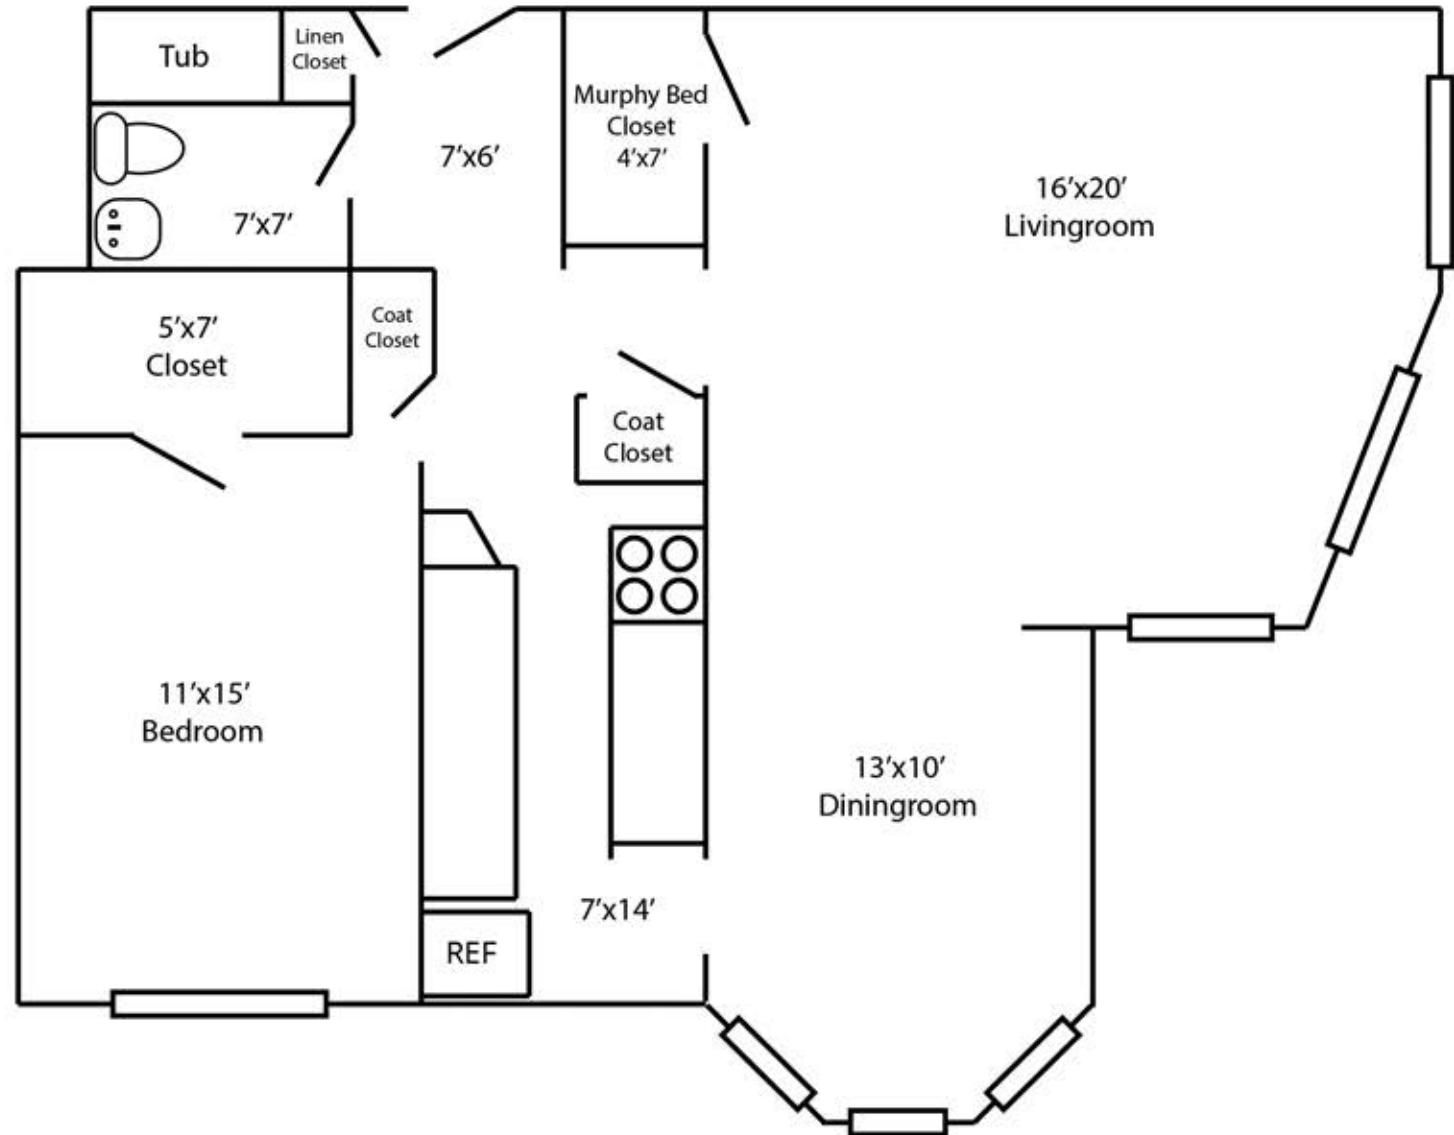 Tub
Linen
Closet
Murphy Bed
Closet
4’x7’
7’x6’
16’x20’
Livingroom
7’x7’
5’x7’
Closet
Coat
Closet
Coat
Closet
11’x15’
Bedroom
13’x10’
Diningroom
7’x14’
REF